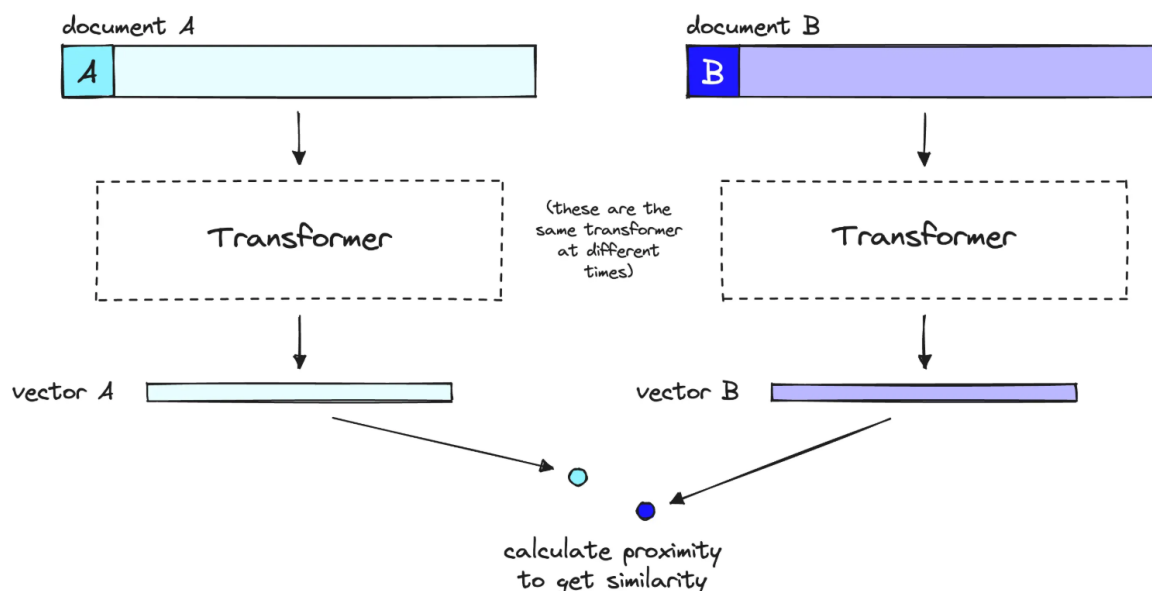 document A
document B
A
B
Transformer
(these are the
same transformer
at different
times)
Transformer
vector A
vector B
calculate proximity
to get similarity